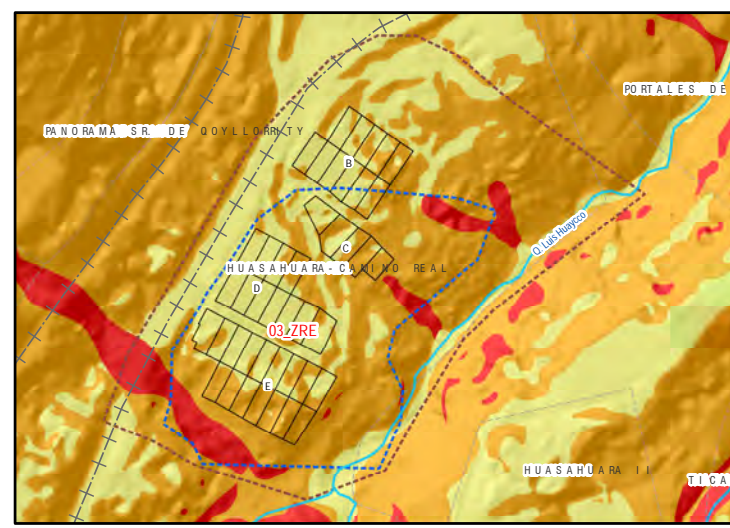 PORTALES DE
PANORAMA SR. DE QOYLLORRITY
B
Q. Luis Huaycco
C
HUASAHUARA-CAMINO REAL
D
03_ZRE
E
HUASAHUARA II
TICA